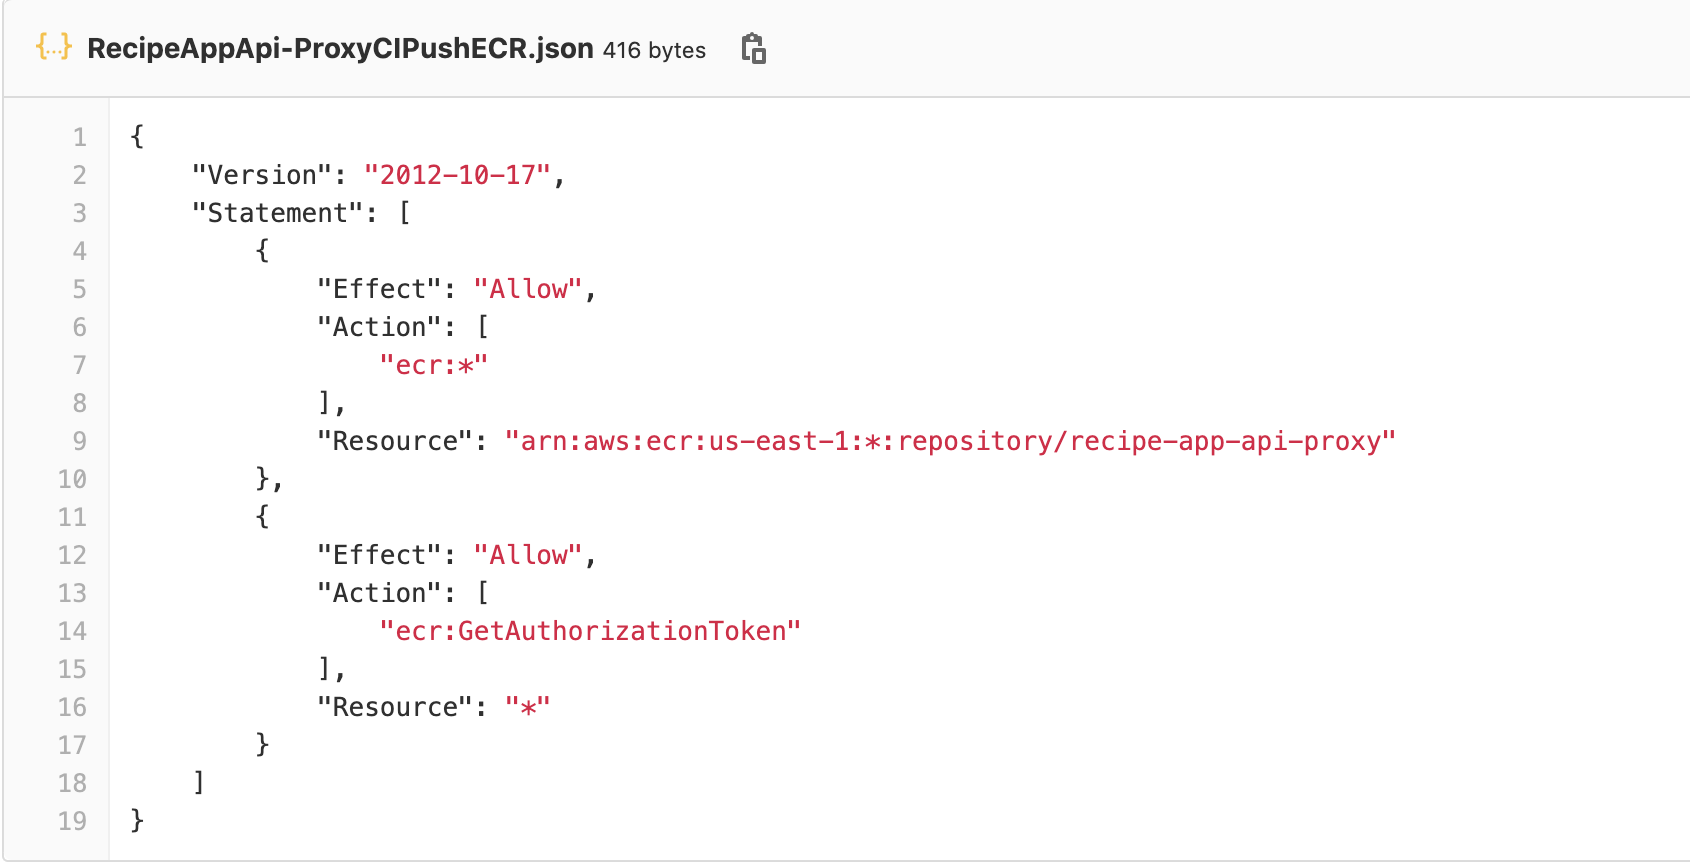 {...} RecipeAppApi-ProxyCIPushECR.json 416 bytes
1 {
2     "Version": "2012-10-17",
3     "Statement": [
4         {
5             "Effect": "Allow",
6             "Action": [
7                 "ecr:*"
8             ],
9             "Resource": "arn:aws:ecr:us-east-1:*:repository/recipe-app-api-proxy"
10         },
11         {
12             "Effect": "Allow",
13             "Action": [
14                 "ecr:GetAuthorizationToken"
15             ],
16             "Resource": "*"
17         }
18     ]
19 }